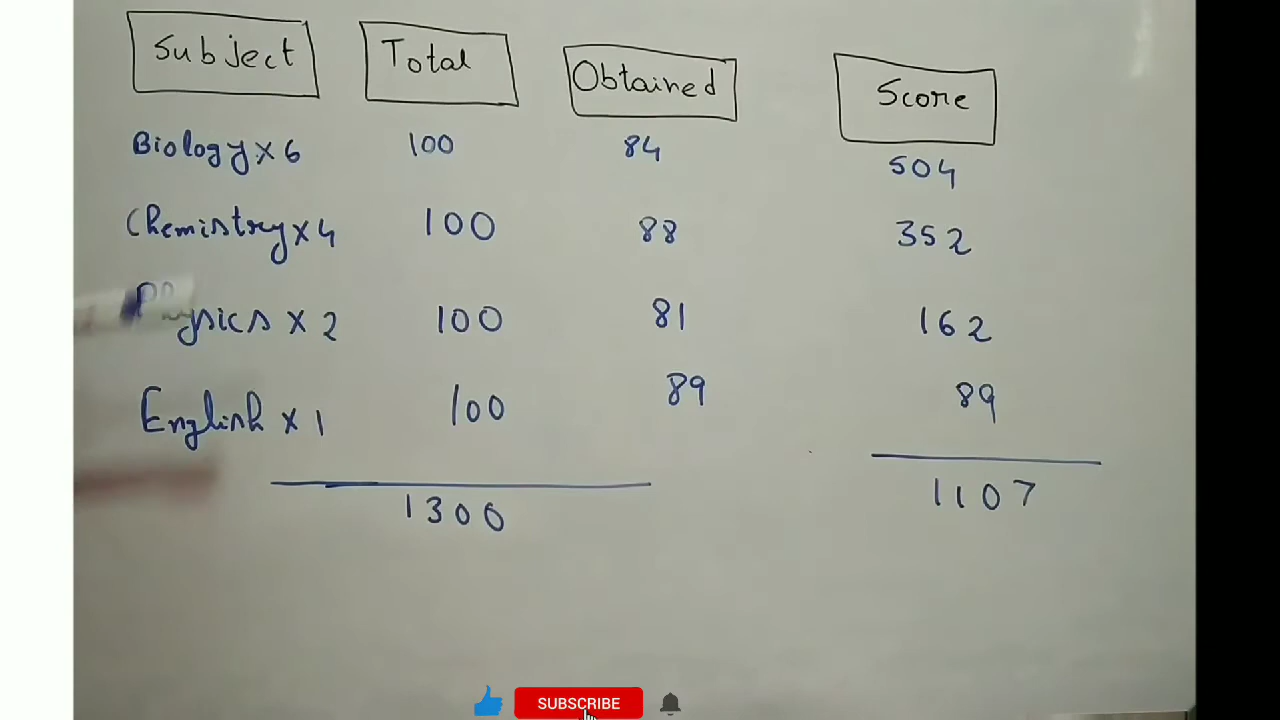 Subject Total Obtained Score
Biology x 6 100 84 504
Chemistry x 4 100 88 352
Physics x 2 100 81 162
English x 1 100 89 89
1300 1107
SUBSCRIBE